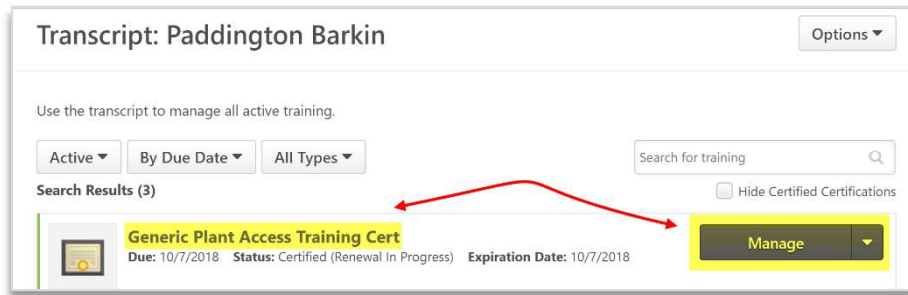 Transcript: Paddington Barkin
Options
Use the transcript to manage all active training.
Active By Due Date All Types Search for training
Search Results (3) Hide Certified Certifications
Generic Plant Access Training Cert
Manage
Due: 10/7/2018 Status: Certified (Renewal In Progress) Expiration Date: 10/7/2018